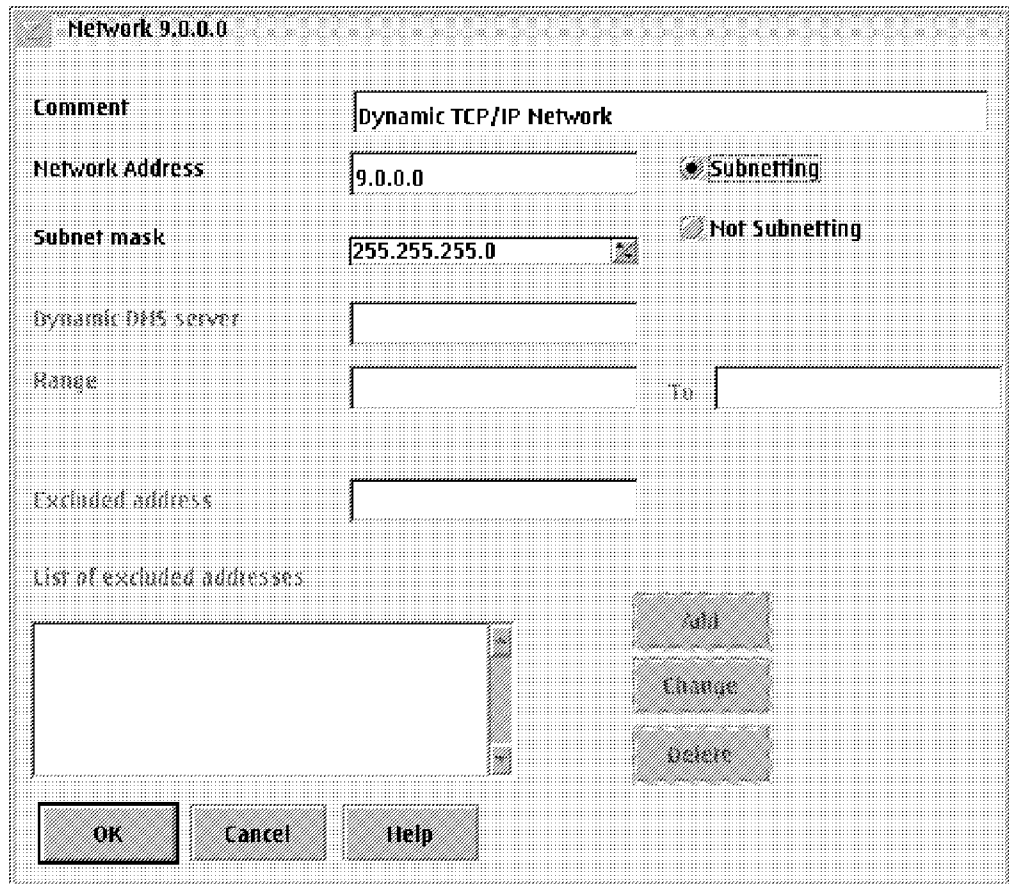 Network 9.0.0.0
Comment Dynamic TCP/IP Network
Network Address 9.0.0.0 Subnetting
Subnet mask 255.255.255.0 Not Subnetting
Dynamic DNS server
Range To
Excluded address
List of excluded addresses
Add
Change
Delete
OK Cancel Help